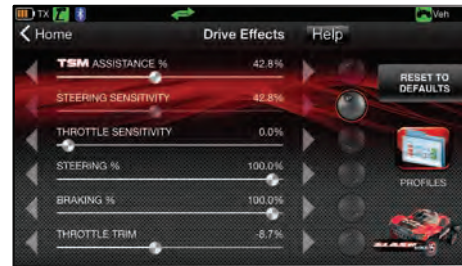 TX Veh
Home Drive Effects Help
TSM ASSISTANCE % 42.8%
STEERING SENSITIVITY 42.8%
THROTTLE SENSITIVITY 0.0%
STEERING % 100.0%
BRAKING % 100.0%
THROTTLE TRIM -8.7%
RESET TO
DEFAULTS
PROFILES
SLASH